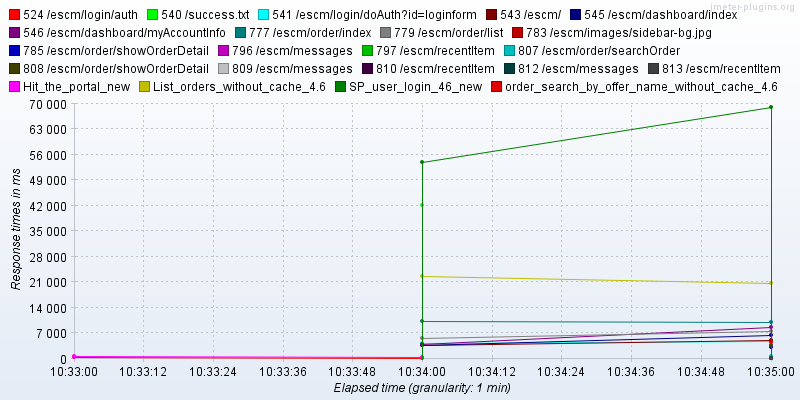 jmeter-plugins.org
524 /escm/login/auth 540 /success.txt 541 /escm/login/doAuth?id=loginform 543 /escm/ 545 /escm/dashboard/index
546 /escm/dashboard/myAccountInfo 777 /escm/order/index 779 /escm/order/list 783 /escm/images/sidebar-bg.jpg
785 /escm/order/showOrderDetail 796 /escm/messages 797 /escm/recentItem 807 /escm/order/searchOrder
808 /escm/order/showOrderDetail 809 /escm/messages 810 /escm/recentItem 812 /escm/messages 813 /escm/recentItem
Hit_the_portal_new List_orders_without_cache_4.6 SP_user_login_46_new order_search_by_offer_name_without_cache_4.6
70 000
63 000
56 000
49 000
42 000
35 000
28 000
21 000
14 000
7 000
0
Response times in ms
10:33:00 10:33:12 10:33:24 10:33:36 10:33:48 10:34:00 10:34:12 10:34:24 10:34:36 10:34:48 10:35:00
Elapsed time (granularity: 1 min)